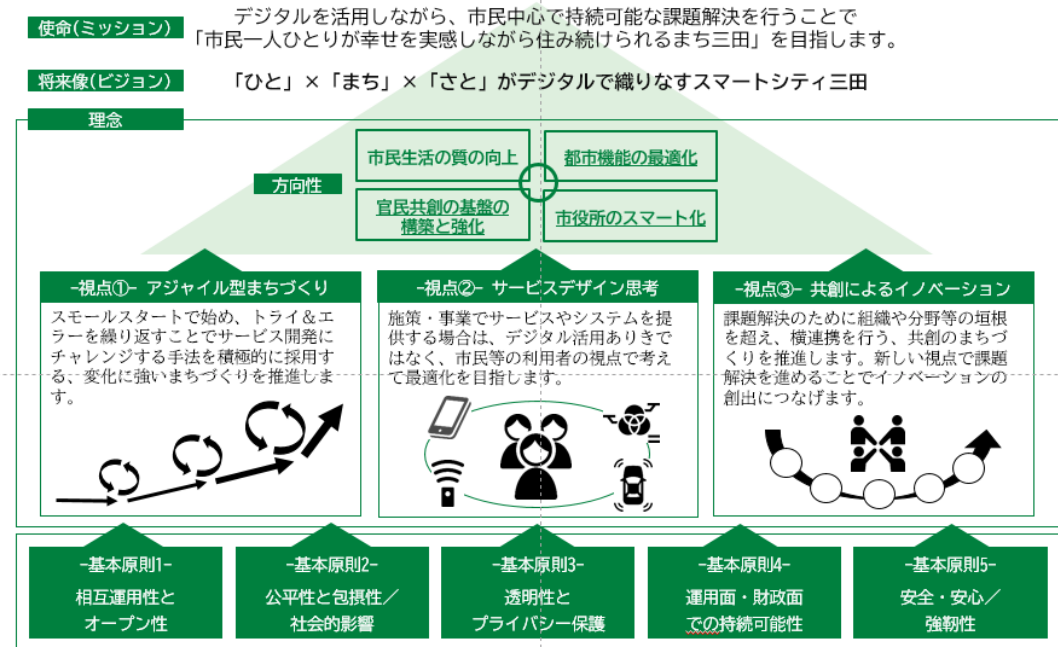 使命(ミッション)
デジタルを活用しながら、市民中心で持続可能な課題解決を行うことで
「市民一人ひとりが幸せを実感しながら住み続けられるまち三田」を目指します。
将来像(ビジョン)
「ひと」×「まち」×「さと」がデジタルで織りなすスマートシティ三田
理念
方向性
市民生活の質の向上
都市機能の最適化
官民共創の基盤の
構築と強化
市役所のスマート化
-視点①- アジャイル型まちづくり
スモールスタートで始め、トライ＆エ
ラーを繰り返すことでサービス開発に
チャレンジする手法を積極的に採用す
る、変化に強いまちづくりを推進しま
す。
-視点②- サービスデザイン思考
施策・事業でサービスやシステムを提
供する場合は、デジタル活用ありきで
はなく、市民等の利用者の視点で考え
て最適化を目指します。
-視点③- 共創によるイノベーション
課題解決のために組織や分野等の垣根
を超え、横連携を行う、共創のまちづ
くりを推進します。新しい視点で課題
解決を進めることでイノベーションの
創出につなげます。
-基本原則1-
相互運用性と
オープン性
-基本原則2-
公平性と包摂性／
社会的影響
-基本原則3-
透明性と
プライバシー保護
-基本原則4-
運用面・財政面
での持続可能性
-基本原則5-
安全・安心／
強靭性